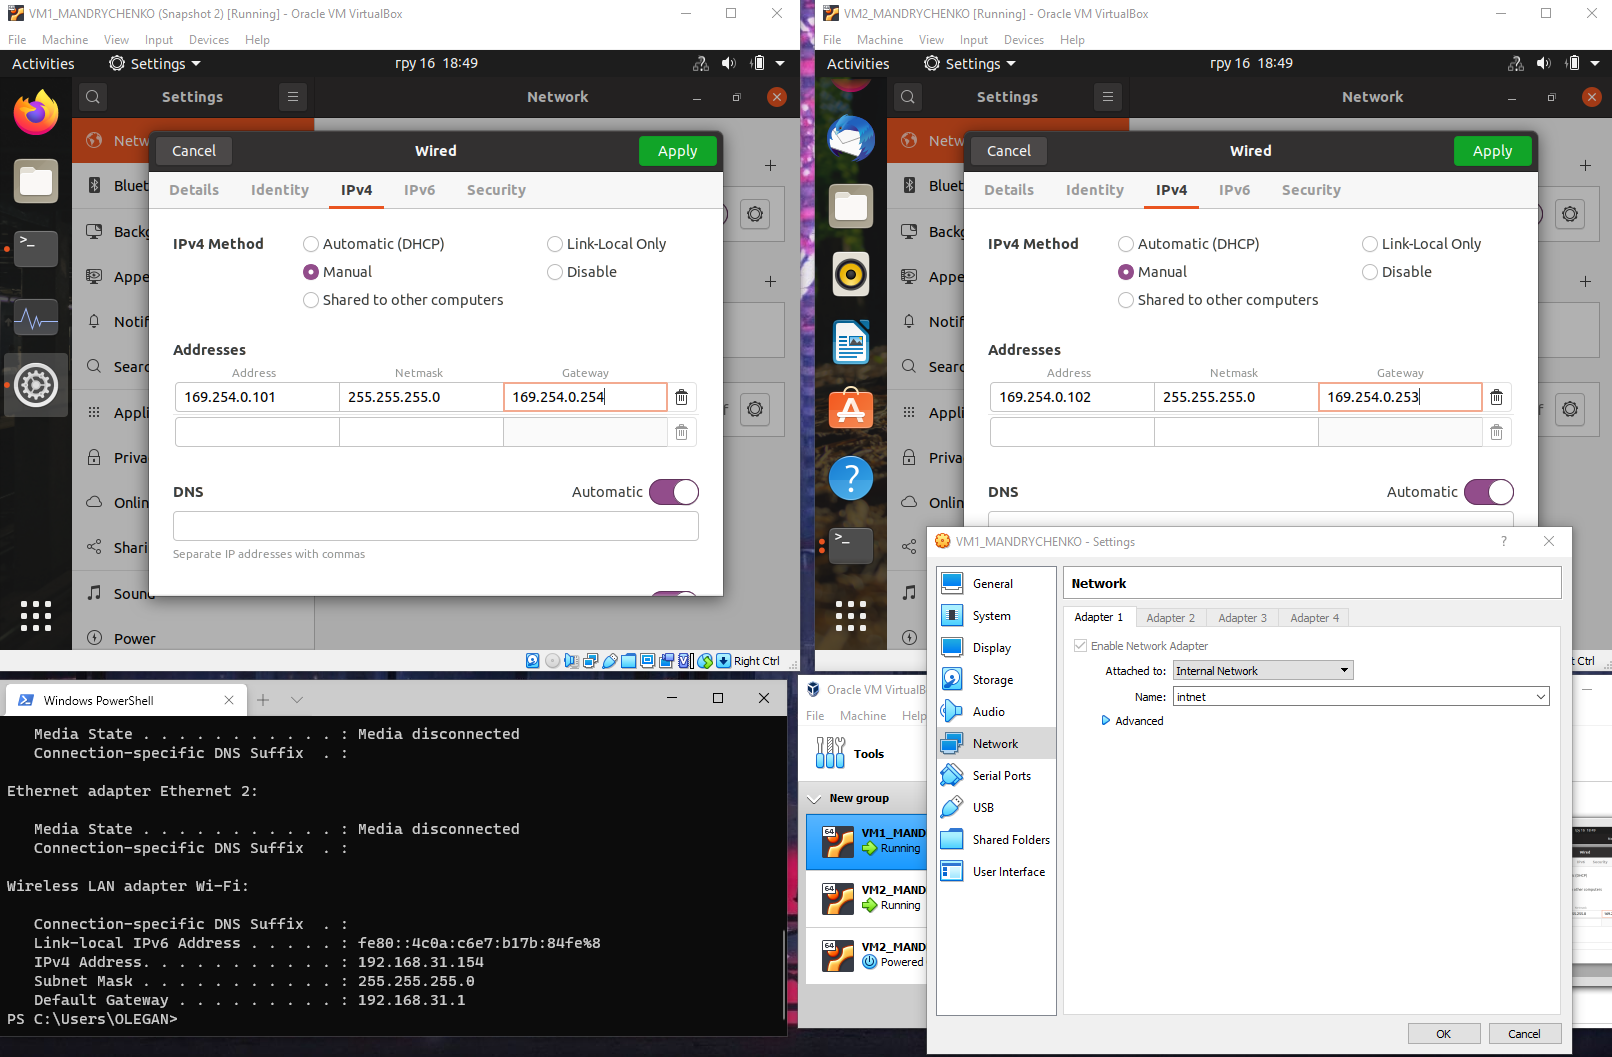 VM1_MANDRYCHENKO (Snapshot 2) [Running] - Oracle VM VirtualBox
File Machine View Input Devices Help
Activities Settings гру 16 18:49
Settings Network
Netw
Bluet
Backg
Appe
Notif
Searc
Appli
Priva
Onlin
Shari
Sound
Power
Cancel Wired Apply
Details Identity IPv4 IPv6 Security
IPv4 Method Automatic (DHCP) Link-Local Only
Manual Disable
Shared to other computers
Addresses
Address Netmask Gateway
169.254.0.101 255.255.255.0 169.254.0.254
DNS Automatic
Separate IP addresses with commas
Right Ctrl
VM2_MANDRYCHENKO [Running] - Oracle VM VirtualBox
File Machine View Input Devices Help
Activities Settings гру 16 18:49
Settings Network
Netw
Bluet
Backg
Appe
Notif
Searc
Appli
Priva
Onlin
Cancel Wired Apply
Details Identity IPv4 IPv6 Security
IPv4 Method Automatic (DHCP) Link-Local Only
Manual Disable
Shared to other computers
Addresses
Address Netmask Gateway
169.254.0.102 255.255.255.0 169.254.0.253
DNS Automatic
t Ctrl
Windows PowerShell
Media State . . . . . . . . . . . : Media disconnected
Connection-specific DNS Suffix . :
Ethernet adapter Ethernet 2:
Media State . . . . . . . . . . . : Media disconnected
Connection-specific DNS Suffix . :
Wireless LAN adapter Wi-Fi:
Connection-specific DNS Suffix . :
Link-local IPv6 Address . . . . . : fe80::4c0a:c6e7:b17b:84fe%8
IPv4 Address. . . . . . . . . . . : 192.168.31.154
Subnet Mask . . . . . . . . . . . : 255.255.255.0
Default Gateway . . . . . . . . . : 192.168.31.1
PS C:\Users\OLEGAN>
Oracle VM VirtualB
File Machine Help
Tools
New group
64 VM1_MAND
Running
64 VM2_MAND
Running
64 VM2_MAND
Powered
VM1_MANDRYCHENKO - Settings
General
System
Display
Storage
Audio
Network
Serial Ports
USB
Shared Folders
User Interface
Network
Adapter 1 Adapter 2 Adapter 3 Adapter 4
Enable Network Adapter
Attached to: Internal Network
Name: intnet
Advanced
OK Cancel